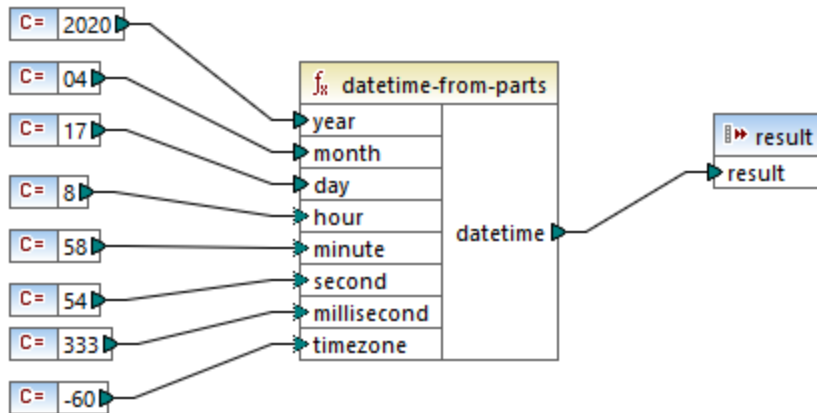 C= 2020
C= 04
C= 17
C= 8
C= 58
C= 54
C= 333
C= -60
fx datetime-from-parts
year
month
day
hour
minute
second
millisecond
timezone
datetime
result
result